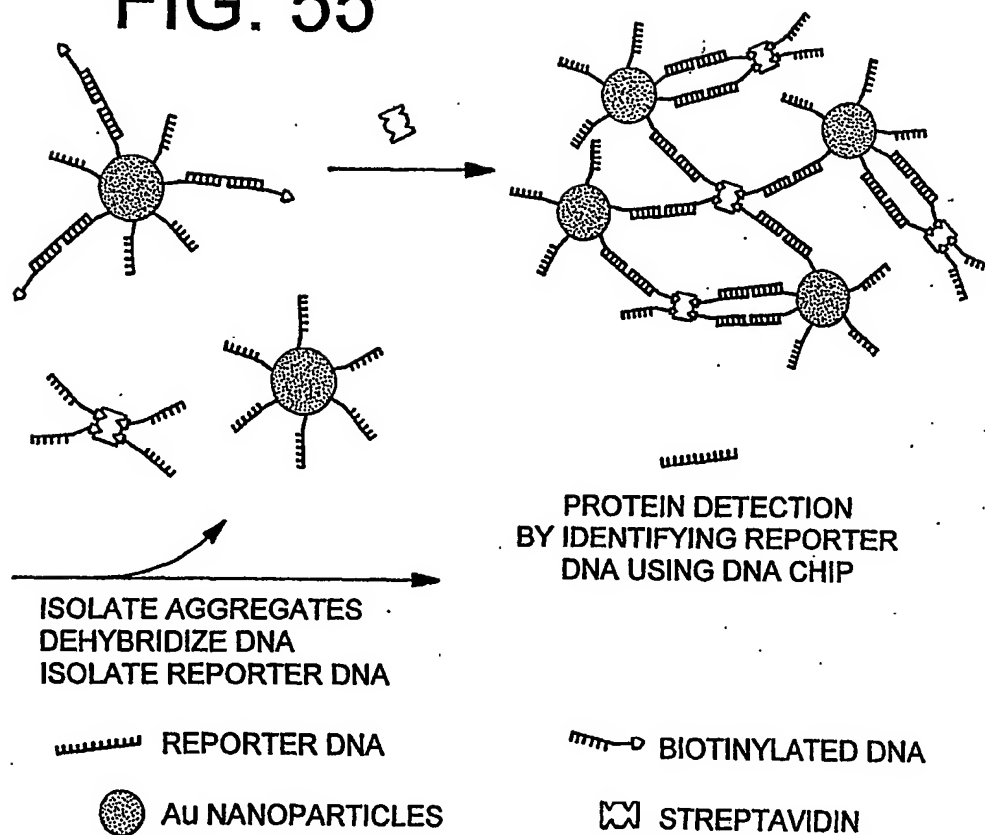 FIG. 55
PROTEIN DETECTION
BY IDENTIFYING REPORTER
DNA USING DNA CHIP
ISOLATE AGGREGATES
DEHYBRIDIZE DNA
ISOLATE REPORTER DNA
REPORTER DNA
BIOTINYLATED DNA
Au NANOPARTICLES
STREPTAVIDIN